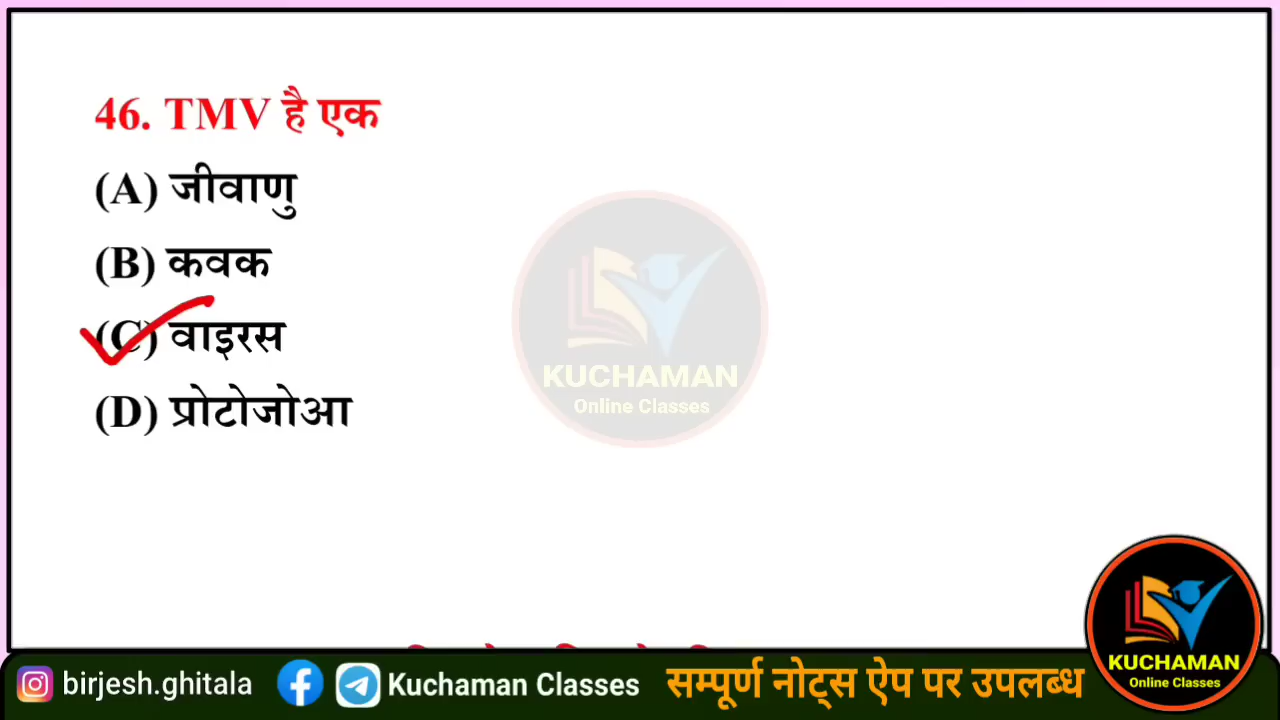 46. TMV है एक
(A) जीवाणु
(B) कवक
(C) वाइरस
(D) प्रोटोजोआ
KUCHAMAN
Online Classes
birjesh.ghitala
Kuchaman Classes
सम्पूर्ण नोट्स ऐप पर उपलब्ध
KUCHAMAN
Online Classes